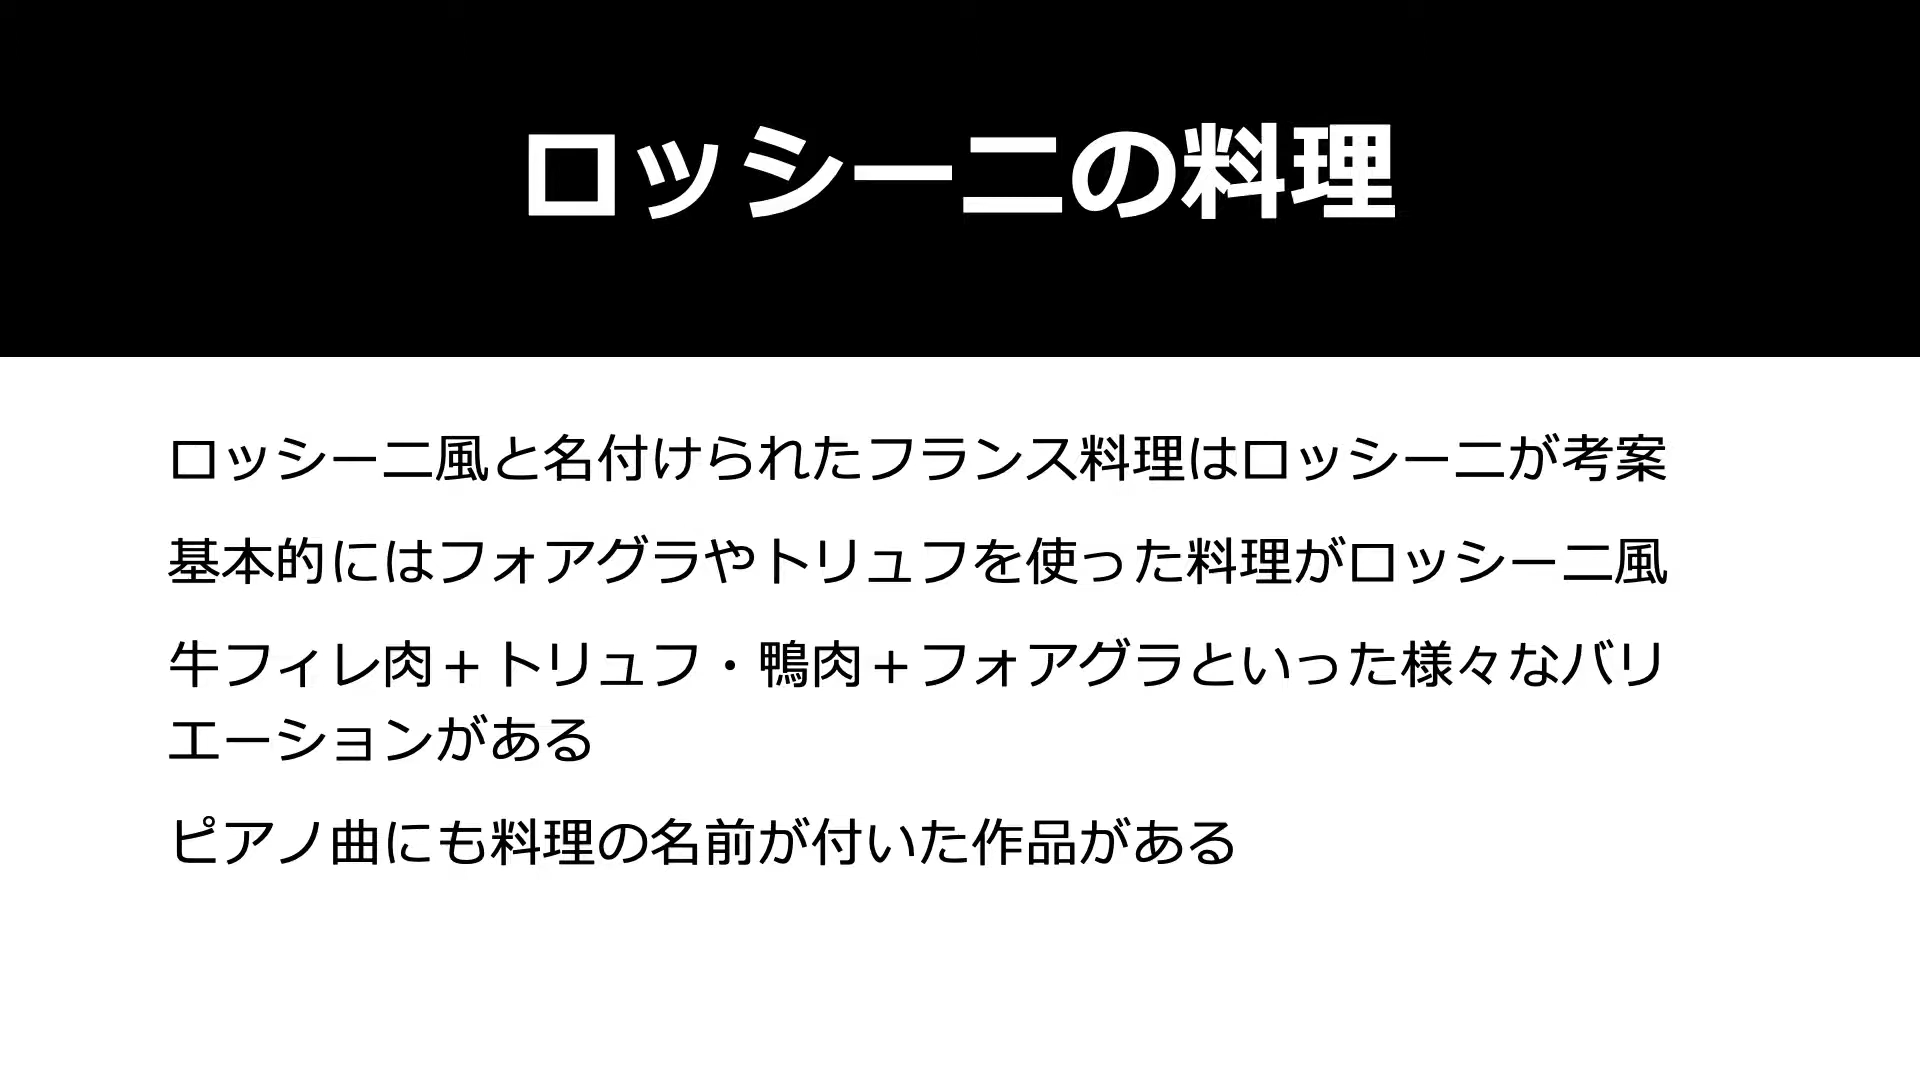 ロッシーニの料理
ロッシーニ風と名付けられたフランス料理はロッシーニが考案
基本的にはフォアグラやトリュフを使った料理がロッシーニ風
牛フィレ肉+トリュフ・鴨肉+フォアグラといった様々なバリ
エーションがある
ピアノ曲にも料理の名前が付いた作品がある